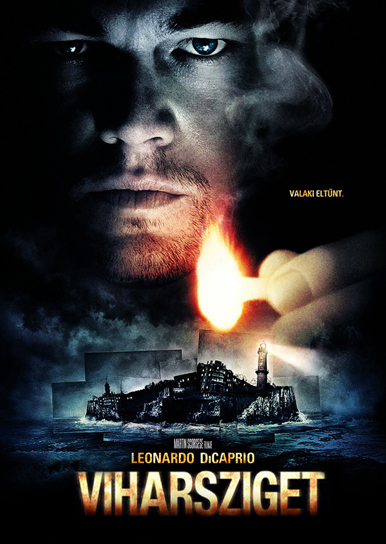 VALAKI ELTŰNT.
MARTIN SCORSESE FILMJE
LEONARDO DiCAPRIO
VIHARSZIGET